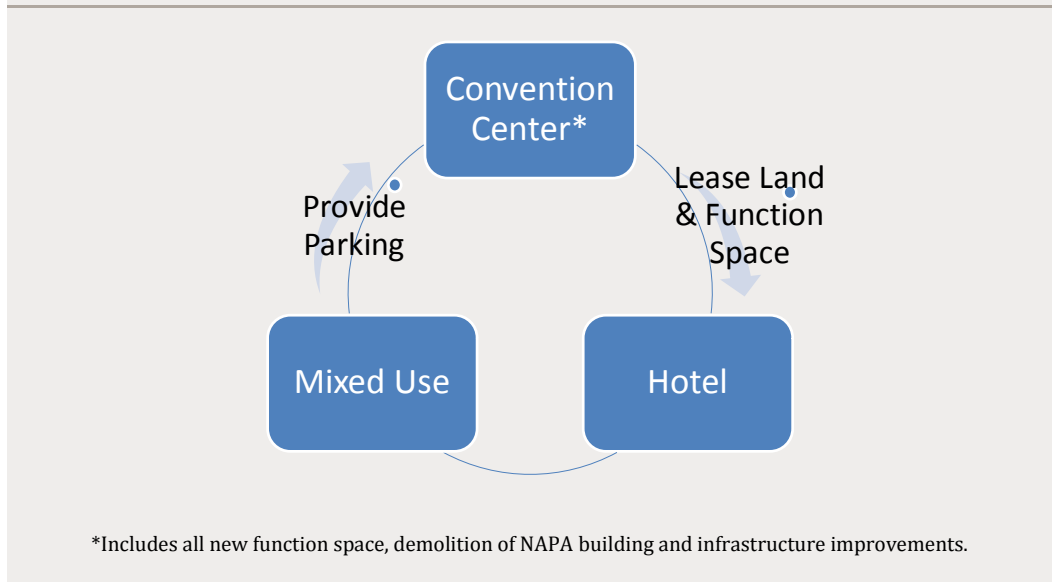 Convention
Center*
Provide
Parking
Lease Land
& Function
Space
Mixed Use
Hotel
*Includes all new function space, demolition of NAPA building and infrastructure improvements.